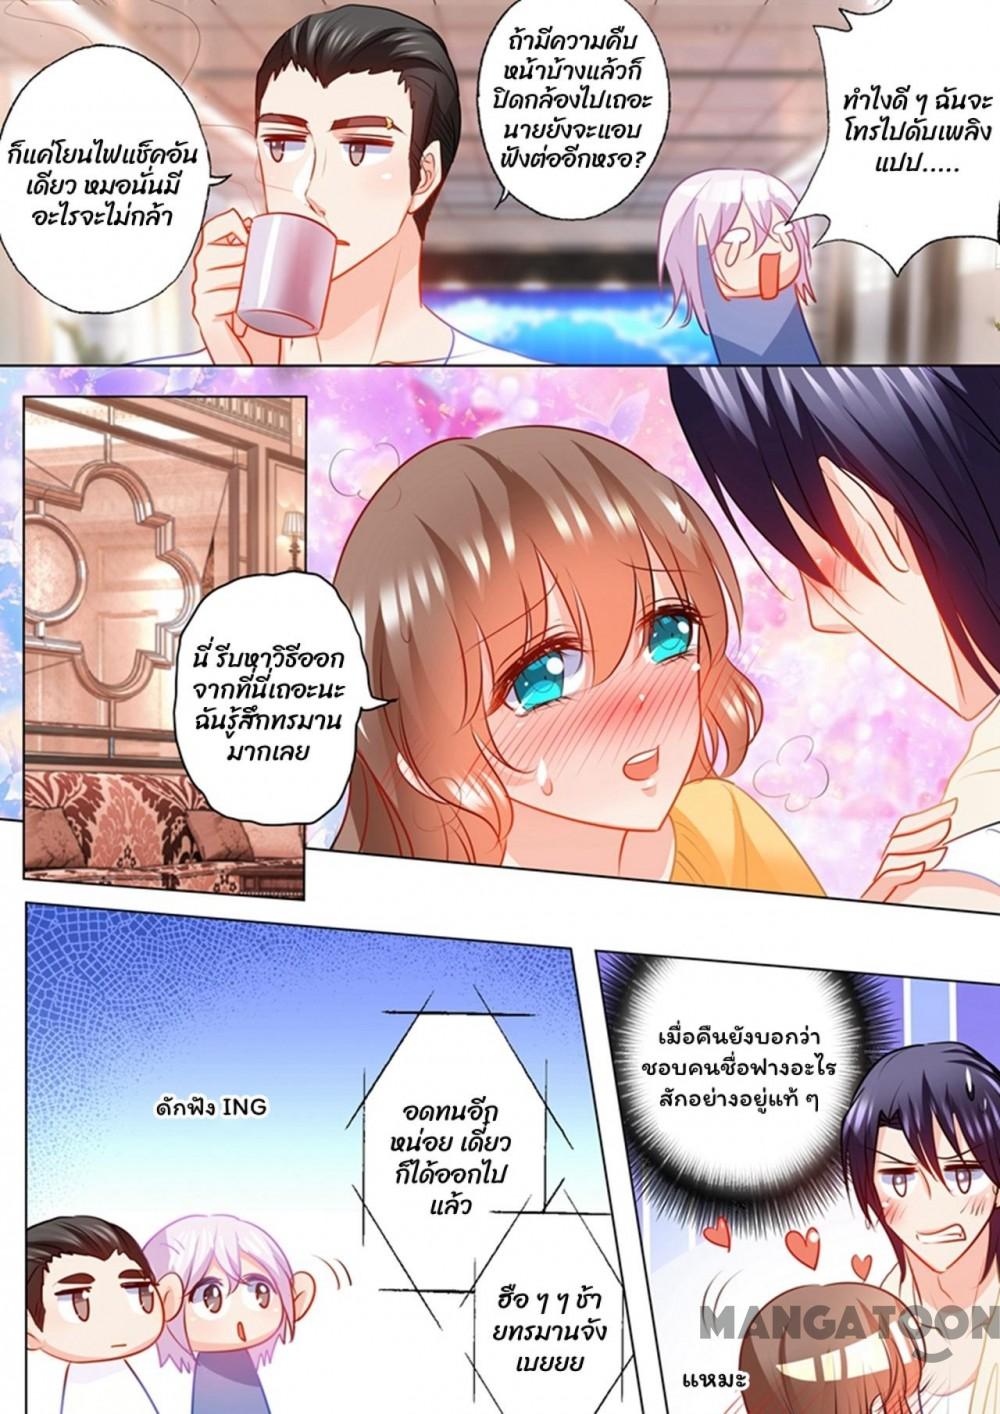 ก็แค่โยนไฟแช็คอัน
เดียว หมอนั่นมี
อะไรจะไม่กล้า
ถ้ามีความคืบ
หน้าบ้างแล้วก็
ปิดกล้องไปเถอะ
นายยังจะแอบ
ฟังต่ออีกหรอ?
ทำไงดี ๆ ฉันจะ
โทรไปดับเพลิง
แปป.....
นี่ รีบหาวิธีออก
จากที่นี่เถอะนะ
ฉันรู้สึกทรมาน
มากเลย
ดักฟัง ING
อดทนอีก
หน่อย เดี๋ยว
ก็ได้ออกไป
แล้ว
ฮือ ๆ ๆ ช้า
ยทรมานจัง
เบยยย
เมื่อคืนยังบอกว่า
ชอบคนชื่อฟางอะไร
สักอย่างอยู่แท้ ๆ
แหมะ
MANGATOON